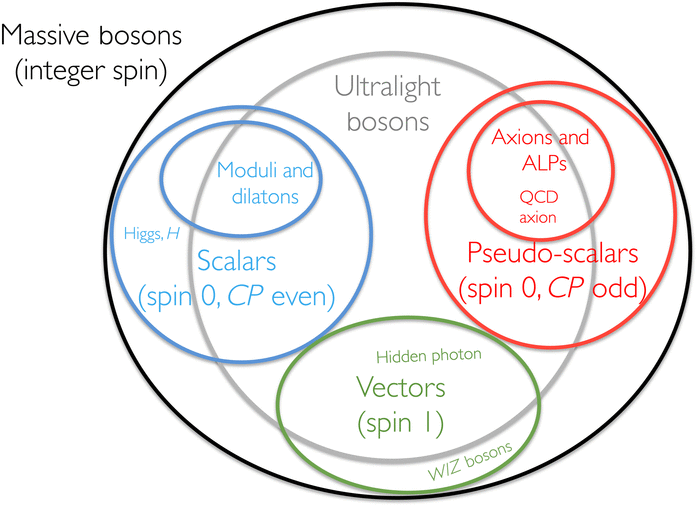 Massive bosons
(integer spin)
Ultralight
bosons
Moduli and
dilatons
Higgs, H
Scalars
(spin 0, CP even)
Axions and
ALPs
QCD
axion
Pseudo-scalars
(spin 0, CP odd)
Hidden photon
Vectors
(spin 1)
W/Z bosons